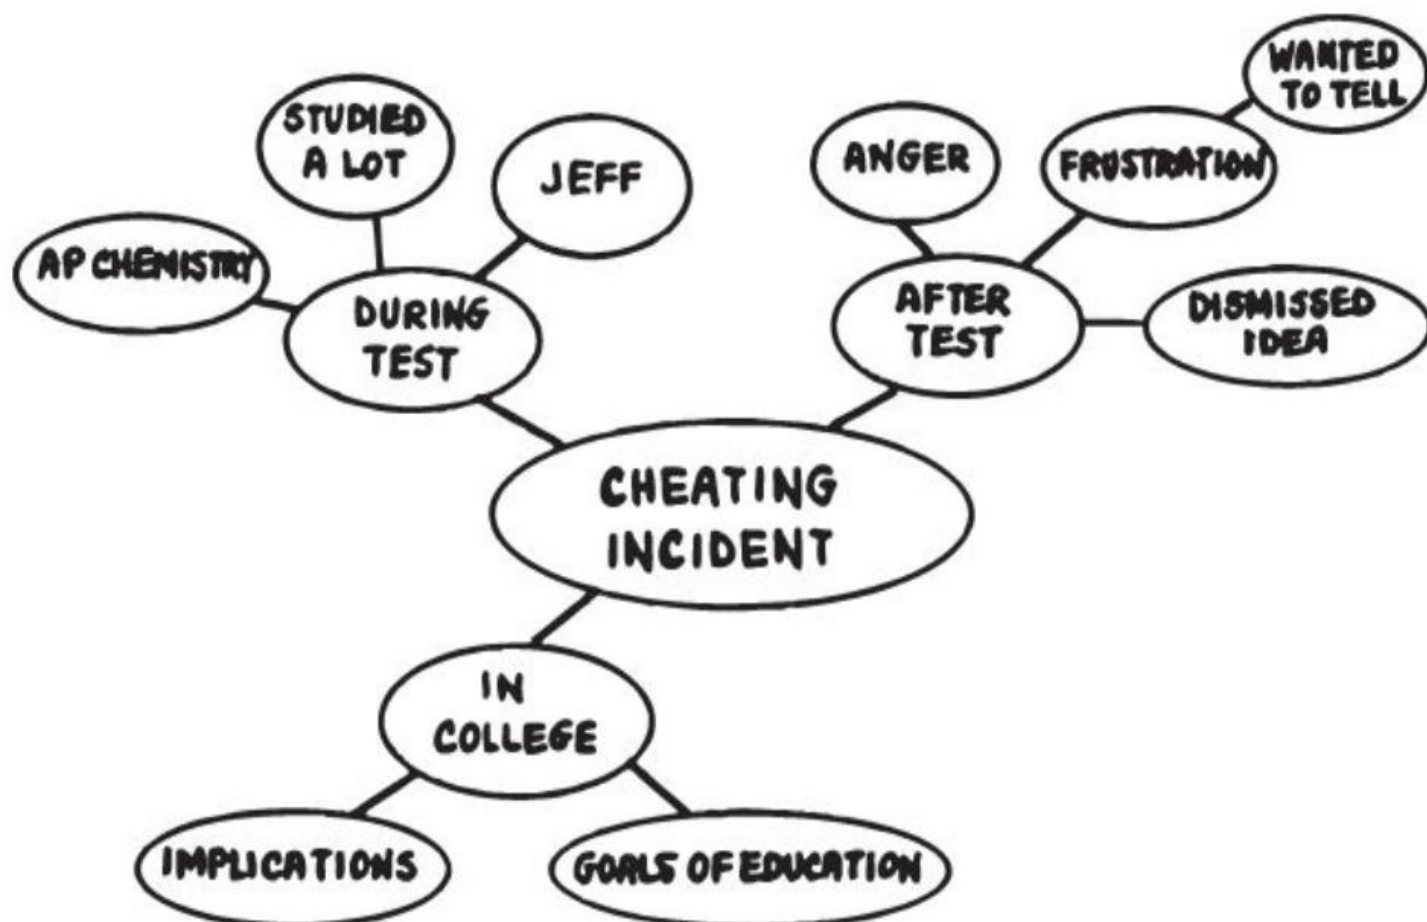 WANTED
TO TELL
STUDIED
A LOT
JEFF
ANGER
FRUSTRATION
AP CHEMISTRY
DURING
TEST
AFTER
TEST
DISMISSED
IDEA
CHEATING
INCIDENT
IN
COLLEGE
IMPLICATIONS
GOALS OF EDUCATION